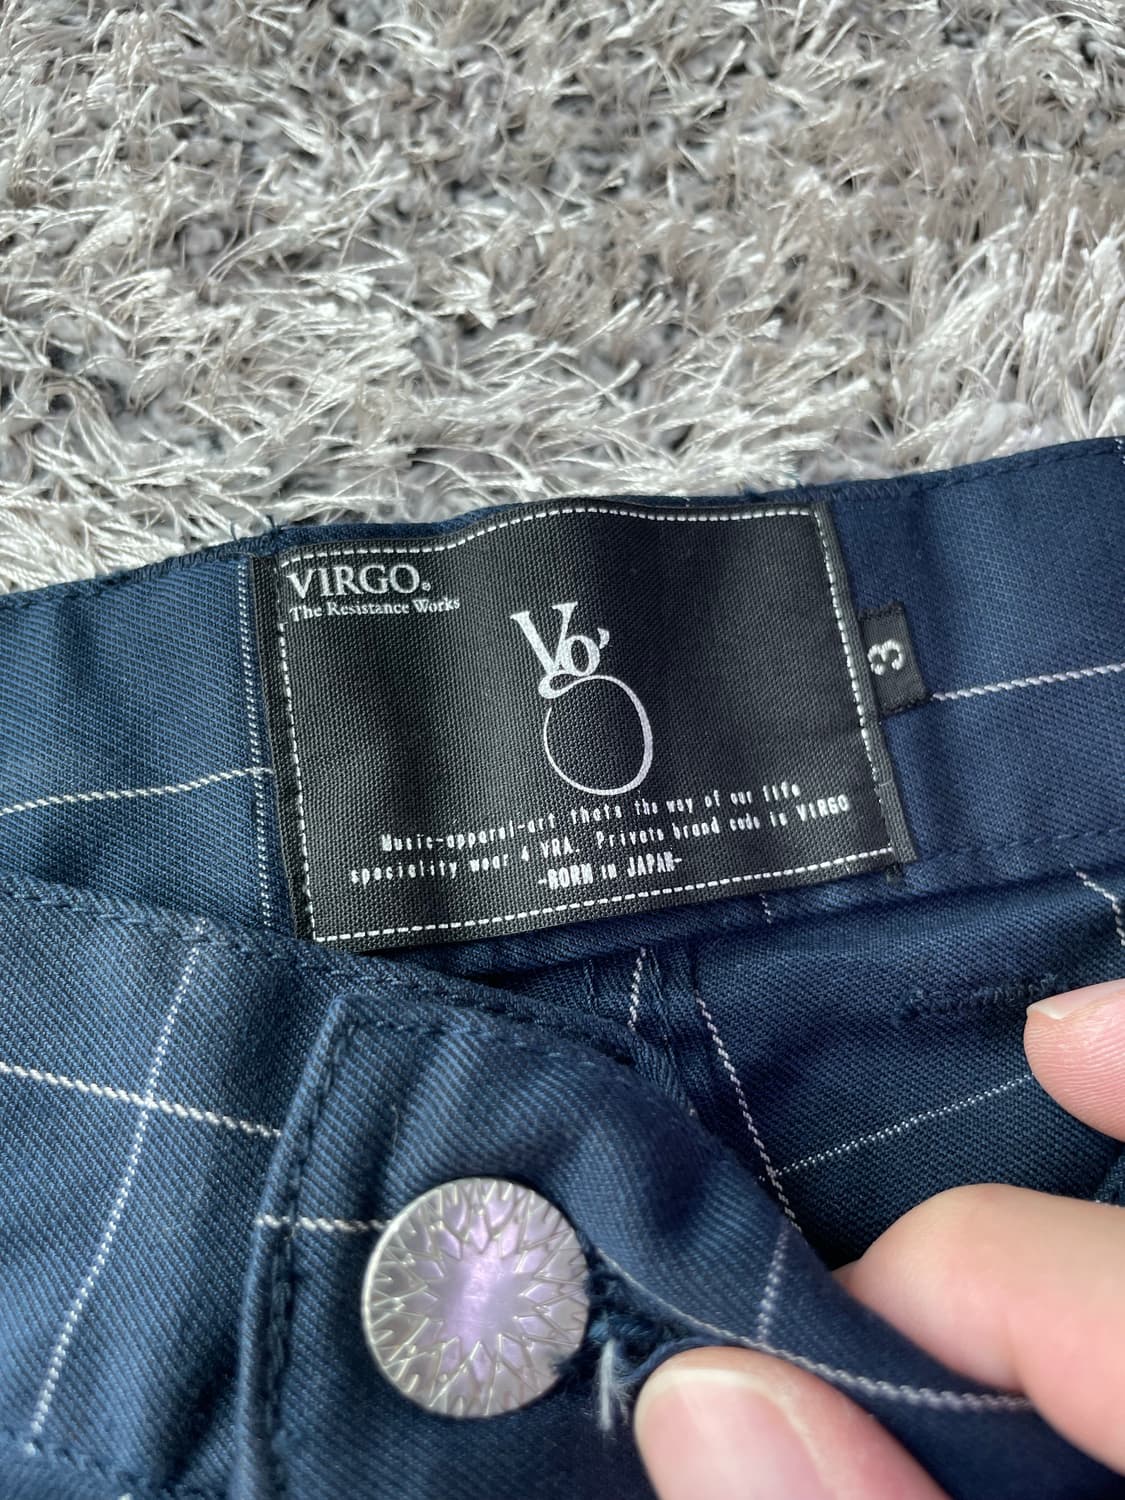 VIRGO®
The Resistance Works
Vo'
3
Music-apparel-art thats the way of our life
speciality wear 4 VRA. Private brand code is VIRGO
-BORN in JAPAN-